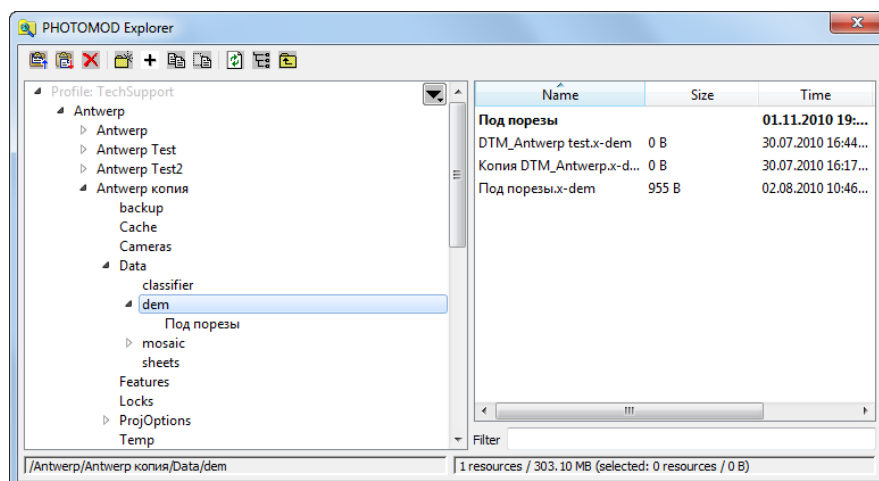 PHOTOMOD Explorer
Profile: TechSupport
Antwerp
Antwerp
Antwerp Test
Antwerp Test2
Antwerp копия
backup
Cache
Cameras
Data
classifier
dem
Под порезы
mosaic
sheets
Features
Locks
ProjOptions
Temp
Name Size Time
Под порезы 01.11.2010 19:...
DTM_Antwerp test.x-dem 0 B 30.07.2010 16:44...
Копия DTM_Antwerp.x-d... 0 B 30.07.2010 16:17...
Под порезы.x-dem 955 B 02.08.2010 10:46...
Filter
/Antwerp/Antwerp копия/Data/dem
1 resources / 303.10 MB (selected: 0 resources / 0 B)